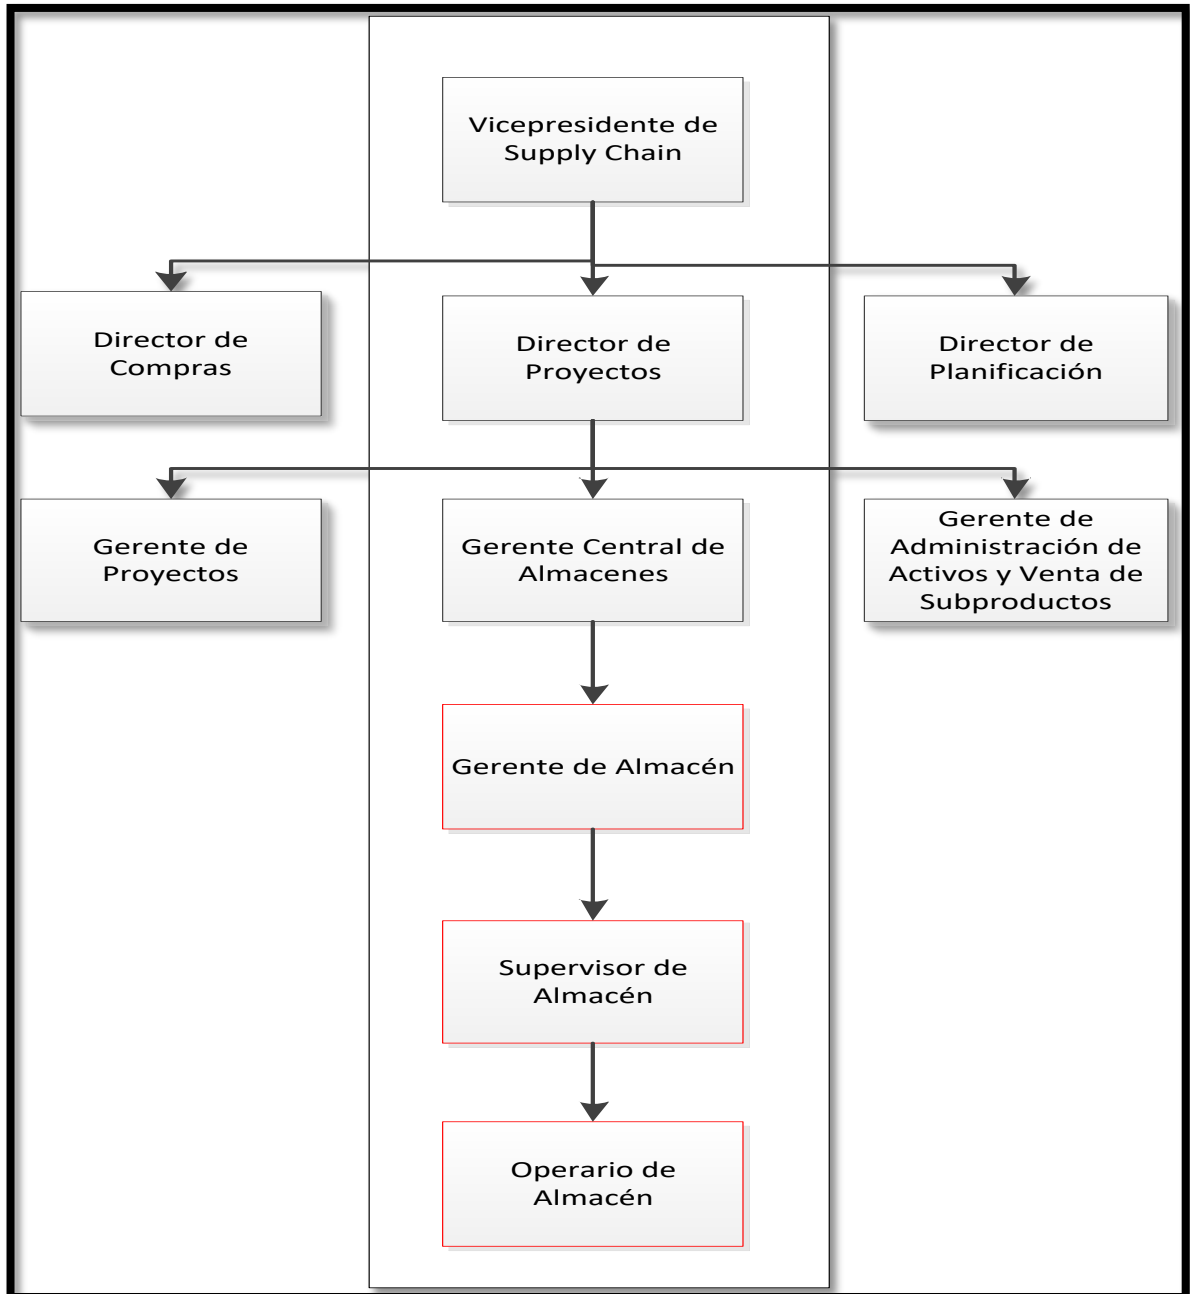 Vicepresidente de
Supply Chain
Director de
Compras
Director de
Proyectos
Director de
Planificación
Gerente de
Proyectos
Gerente Central de
Almacenes
Gerente de
Administración de
Activos y Venta de
Subproductos
Gerente de Almacén
Supervisor de
Almacén
Operario de
Almacén